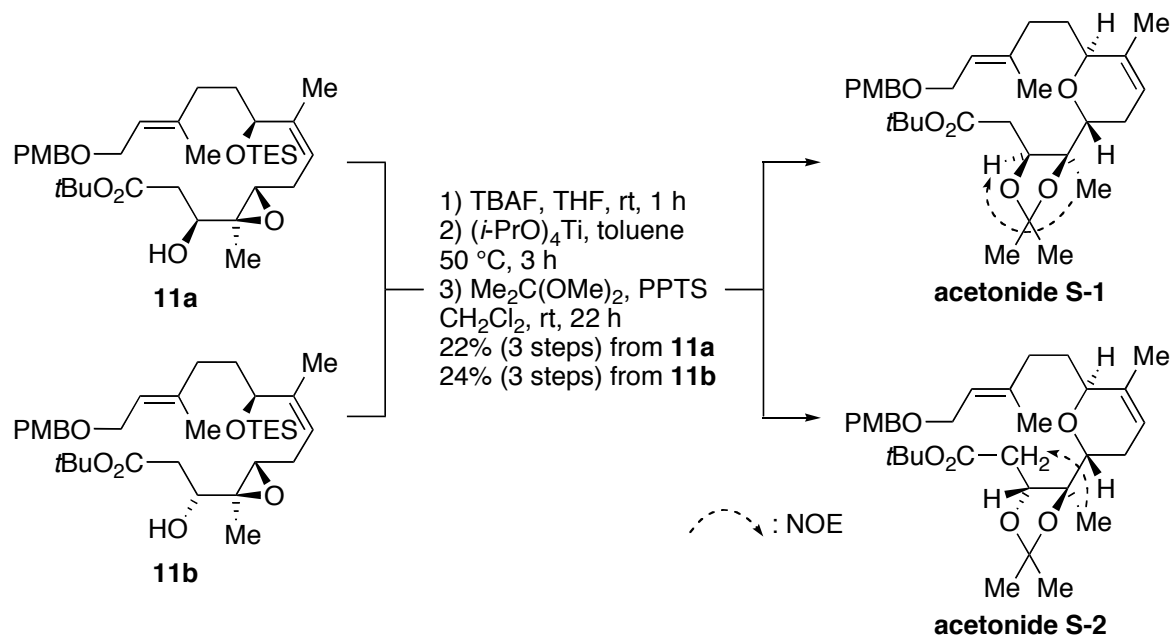 Me
PMBO
Me
OTES
tBuO2C
O
HO
Me
11a
Me
PMBO
Me
OTES
tBuO2C
O
HO
Me
11b
1) TBAF, THF, rt, 1 h
2) (i-PrO)4Ti, toluene
50 °C, 3 h
3) Me2C(OMe)2, PPTS
CH2Cl2, rt, 22 h
22% (3 steps) from 11a
24% (3 steps) from 11b
: NOE
H
Me
PMBO
Me
O
tBuO2C
H
H
O
O
Me
Me
Me
acetonide S-1
H
Me
PMBO
Me
O
tBuO2C
CH2
H
H
O
O
Me
Me
Me
acetonide S-2